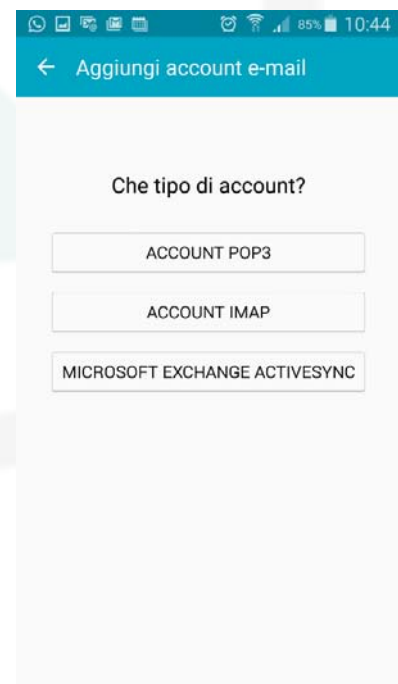 85% 10:44
Aggiungi account e-mail
Che tipo di account?
ACCOUNT POP3
ACCOUNT IMAP
MICROSOFT EXCHANGE ACTIVESYNC